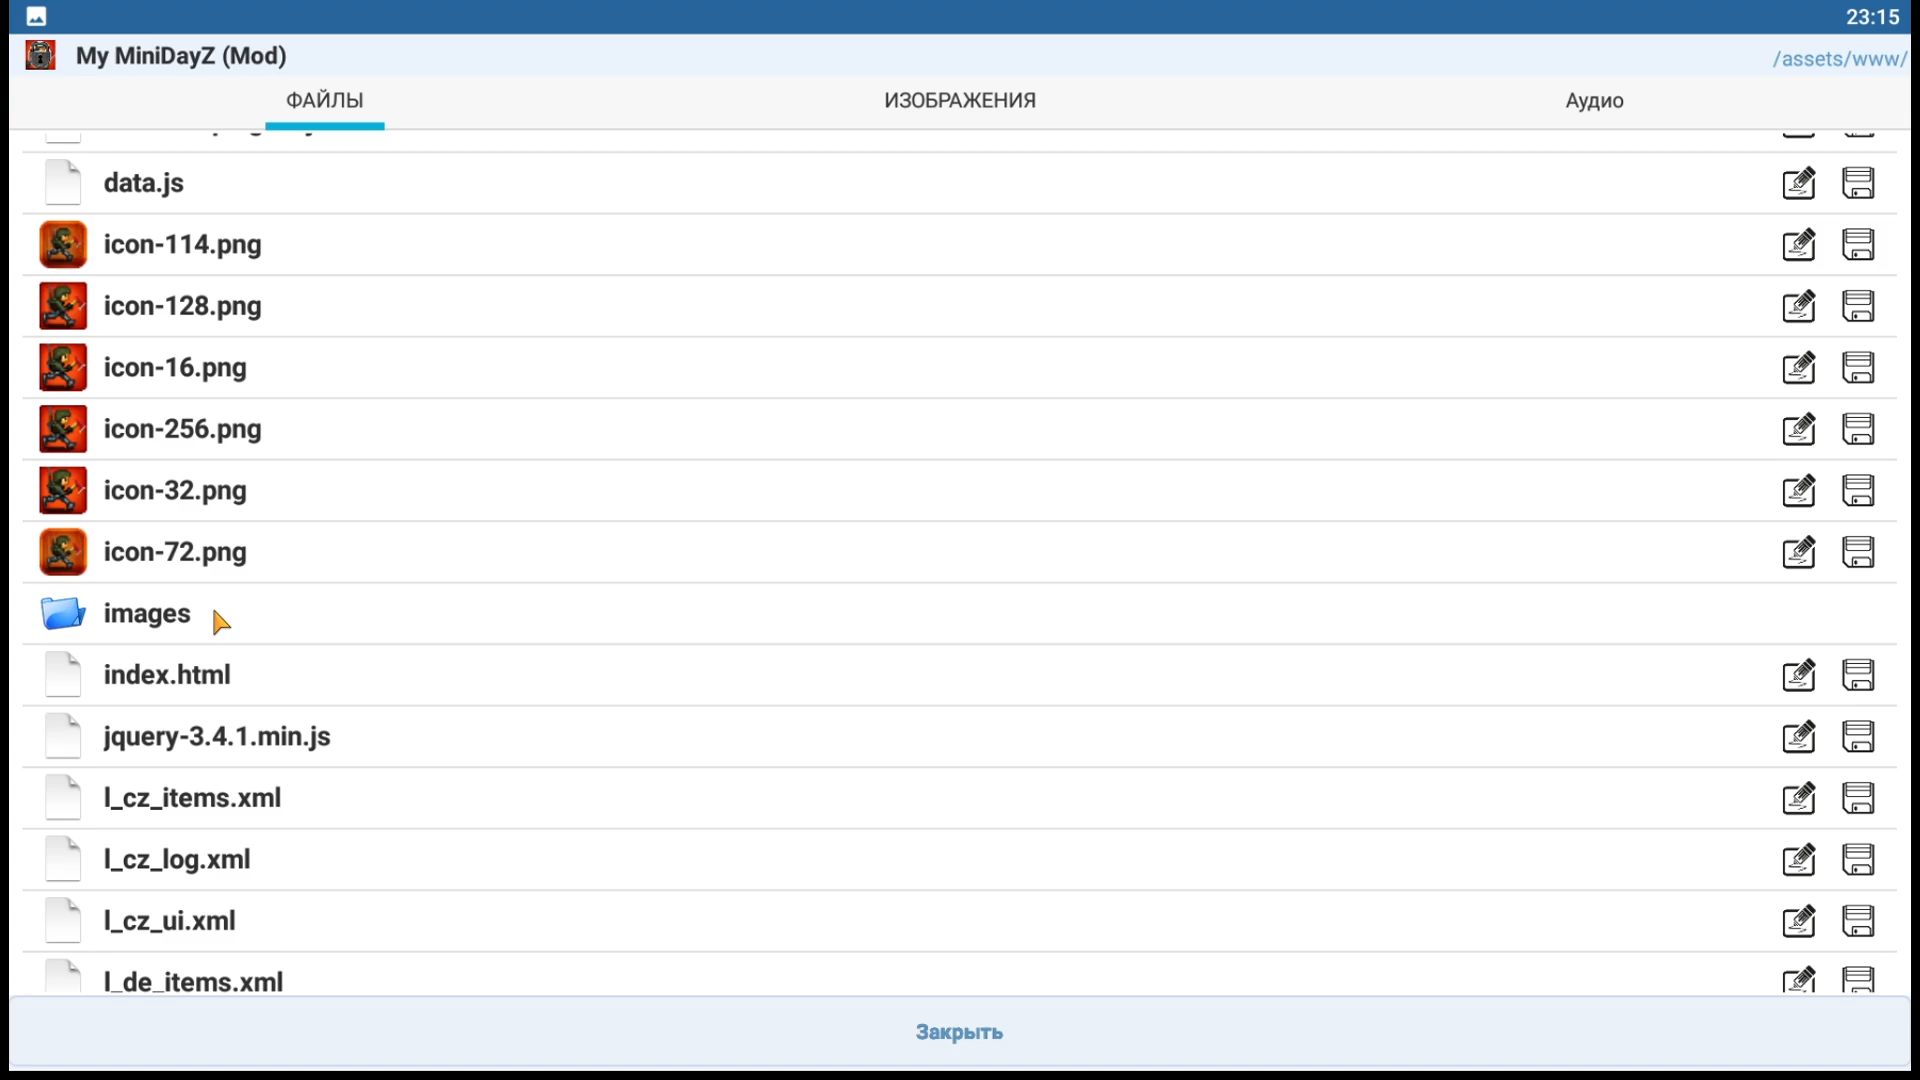 23:15
My MiniDayZ (Mod)
/assets/www/
ФАЙЛЫ
ИЗОБРАЖЕНИЯ
Аудио
data.js
icon-114.png
icon-128.png
icon-16.png
icon-256.png
icon-32.png
icon-72.png
images
index.html
jquery-3.4.1.min.js
l_cz_items.xml
l_cz_log.xml
l_cz_ui.xml
l_de_items.xml
Закрыть